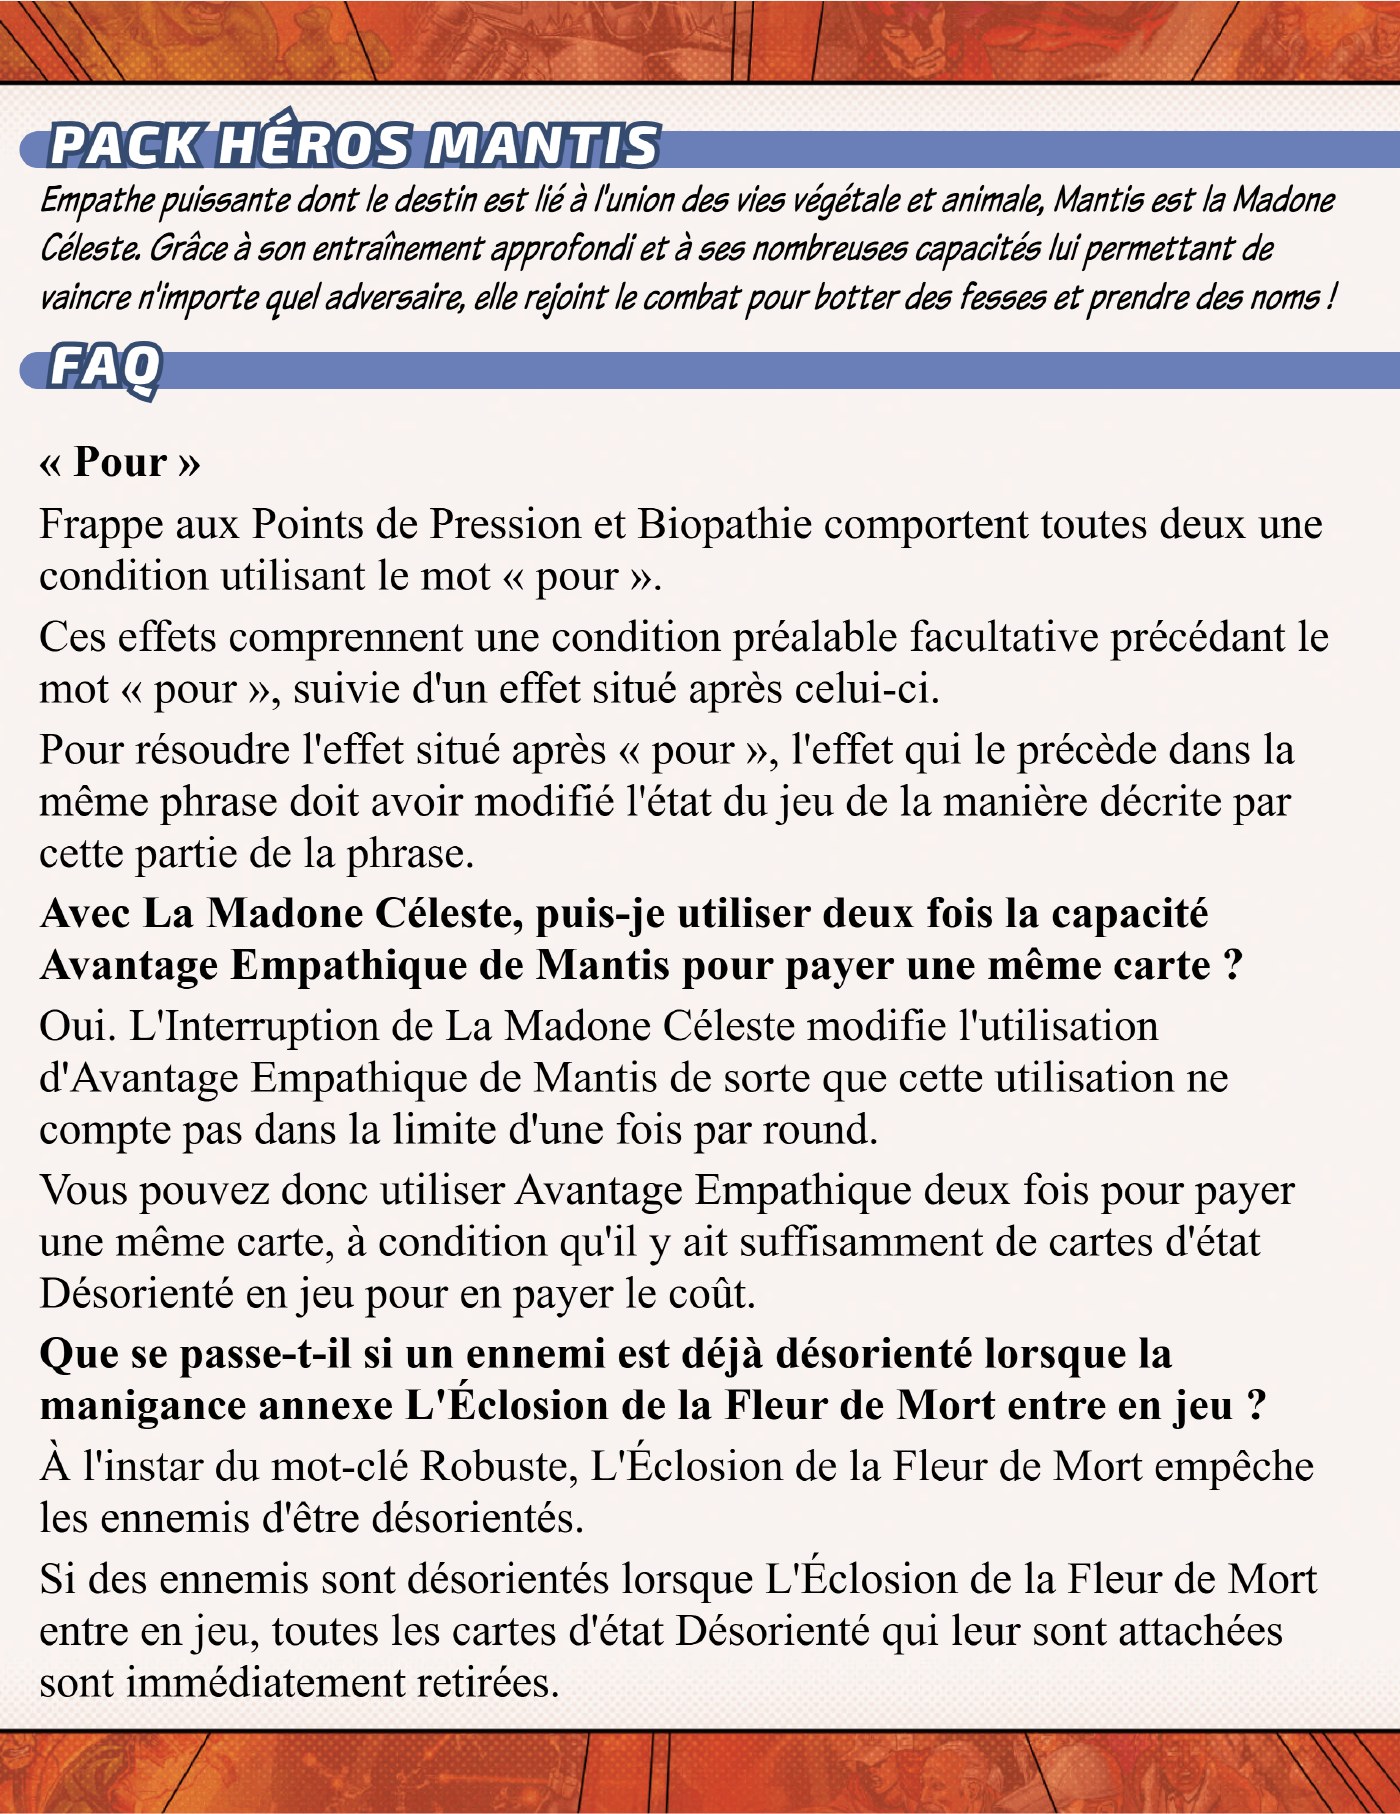 PACK HÉROS MANTIS
Empathe puissante dont le destin est lié à l'union des vies végétale et animale, Mantis est la Madone
Céleste. Grâce à son entraînement approfondi et à ses nombreuses capacités lui permettant de
vaincre n'importe quel adversaire, elle rejoint le combat pour botter des fesses et prendre des noms !
FAQ
« Pour »
Frappe aux Points de Pression et Biopathie comportent toutes deux une
condition utilisant le mot « pour ».
Ces effets comprennent une condition préalable facultative précédant le
mot « pour », suivie d'un effet situé après celui-ci.
Pour résoudre l'effet situé après « pour », l'effet qui le précède dans la
même phrase doit avoir modifié l'état du jeu de la manière décrite par
cette partie de la phrase.
Avec La Madone Céleste, puis-je utiliser deux fois la capacité
Avantage Empathique de Mantis pour payer une même carte ?
Oui. L'Interruption de La Madone Céleste modifie l'utilisation
d'Avantage Empathique de Mantis de sorte que cette utilisation ne
compte pas dans la limite d'une fois par round.
Vous pouvez donc utiliser Avantage Empathique deux fois pour payer
une même carte, à condition qu'il y ait suffisamment de cartes d'état
Désorienté en jeu pour en payer le coût.
Que se passe-t-il si un ennemi est déjà désorienté lorsque la
manigance annexe L'Éclosion de la Fleur de Mort entre en jeu ?
À l'instar du mot-clé Robuste, L'Éclosion de la Fleur de Mort empêche
les ennemis d'être désorientés.
Si des ennemis sont désorientés lorsque L'Éclosion de la Fleur de Mort
entre en jeu, toutes les cartes d'état Désorienté qui leur sont attachées
sont immédiatement retirées.